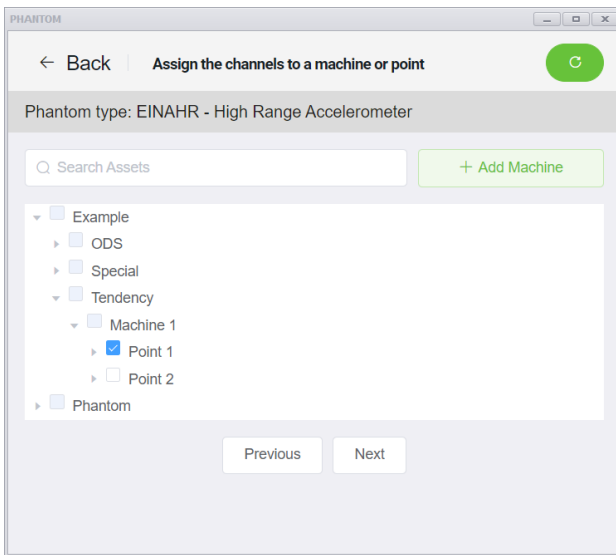 PHANTOM
Back Assign the channels to a machine or point
Phantom type: EINAHR - High Range Accelerometer
Search Assets + Add Machine
Example
ODS
Special
Tendency
Machine 1
Point 1
Point 2
Phantom
Previous Next